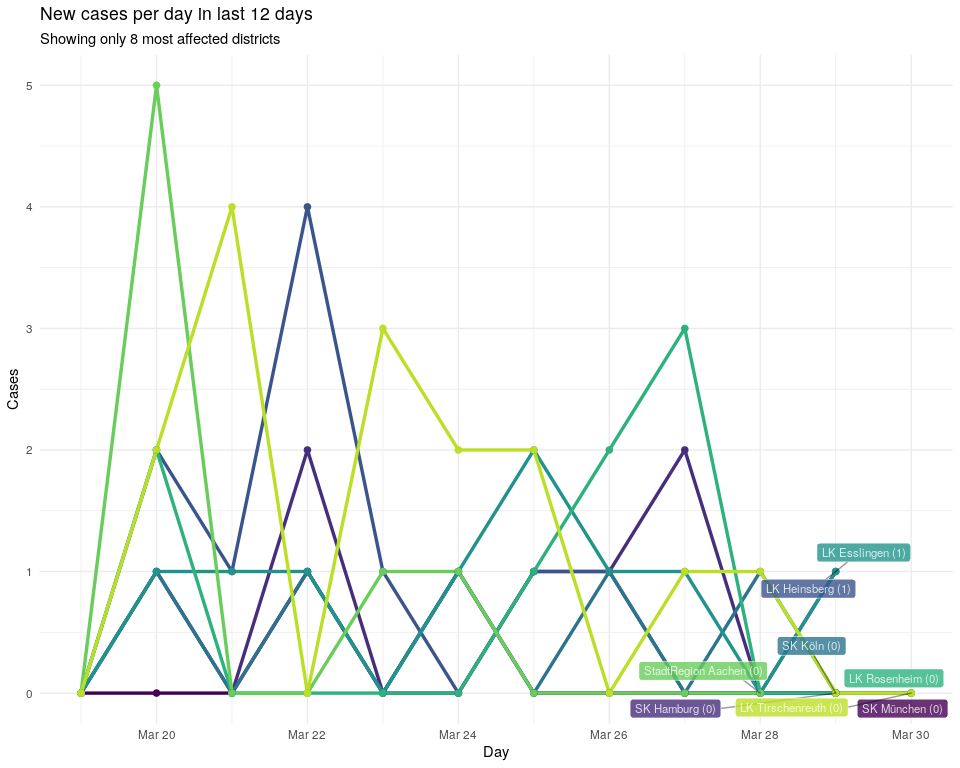 New cases per day in last 12 days
Showing only 8 most affected districts
5
4
3
2
1
0
Cases
LK Esslingen (1)
LK Heinsberg (1)
SK Köln (0)
StadtRegion Aachen (0)
LK Rosenheim (0)
SK Hamburg (0)
LK Tirschenreuth (0)
SK München (0)
Mar 20
Mar 22
Mar 24
Mar 26
Mar 28
Mar 30
Day